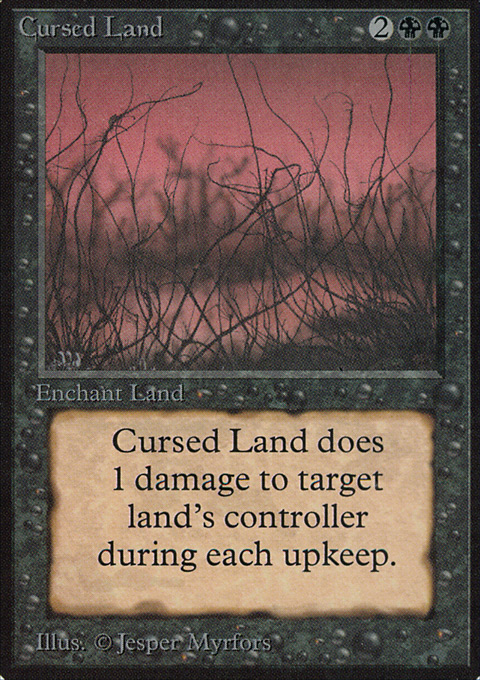 Cursed Land 2
Enchant Land
Cursed Land does
1 damage to target
land's controller
during each upkeep.
Illus. © Jesper Myrfors